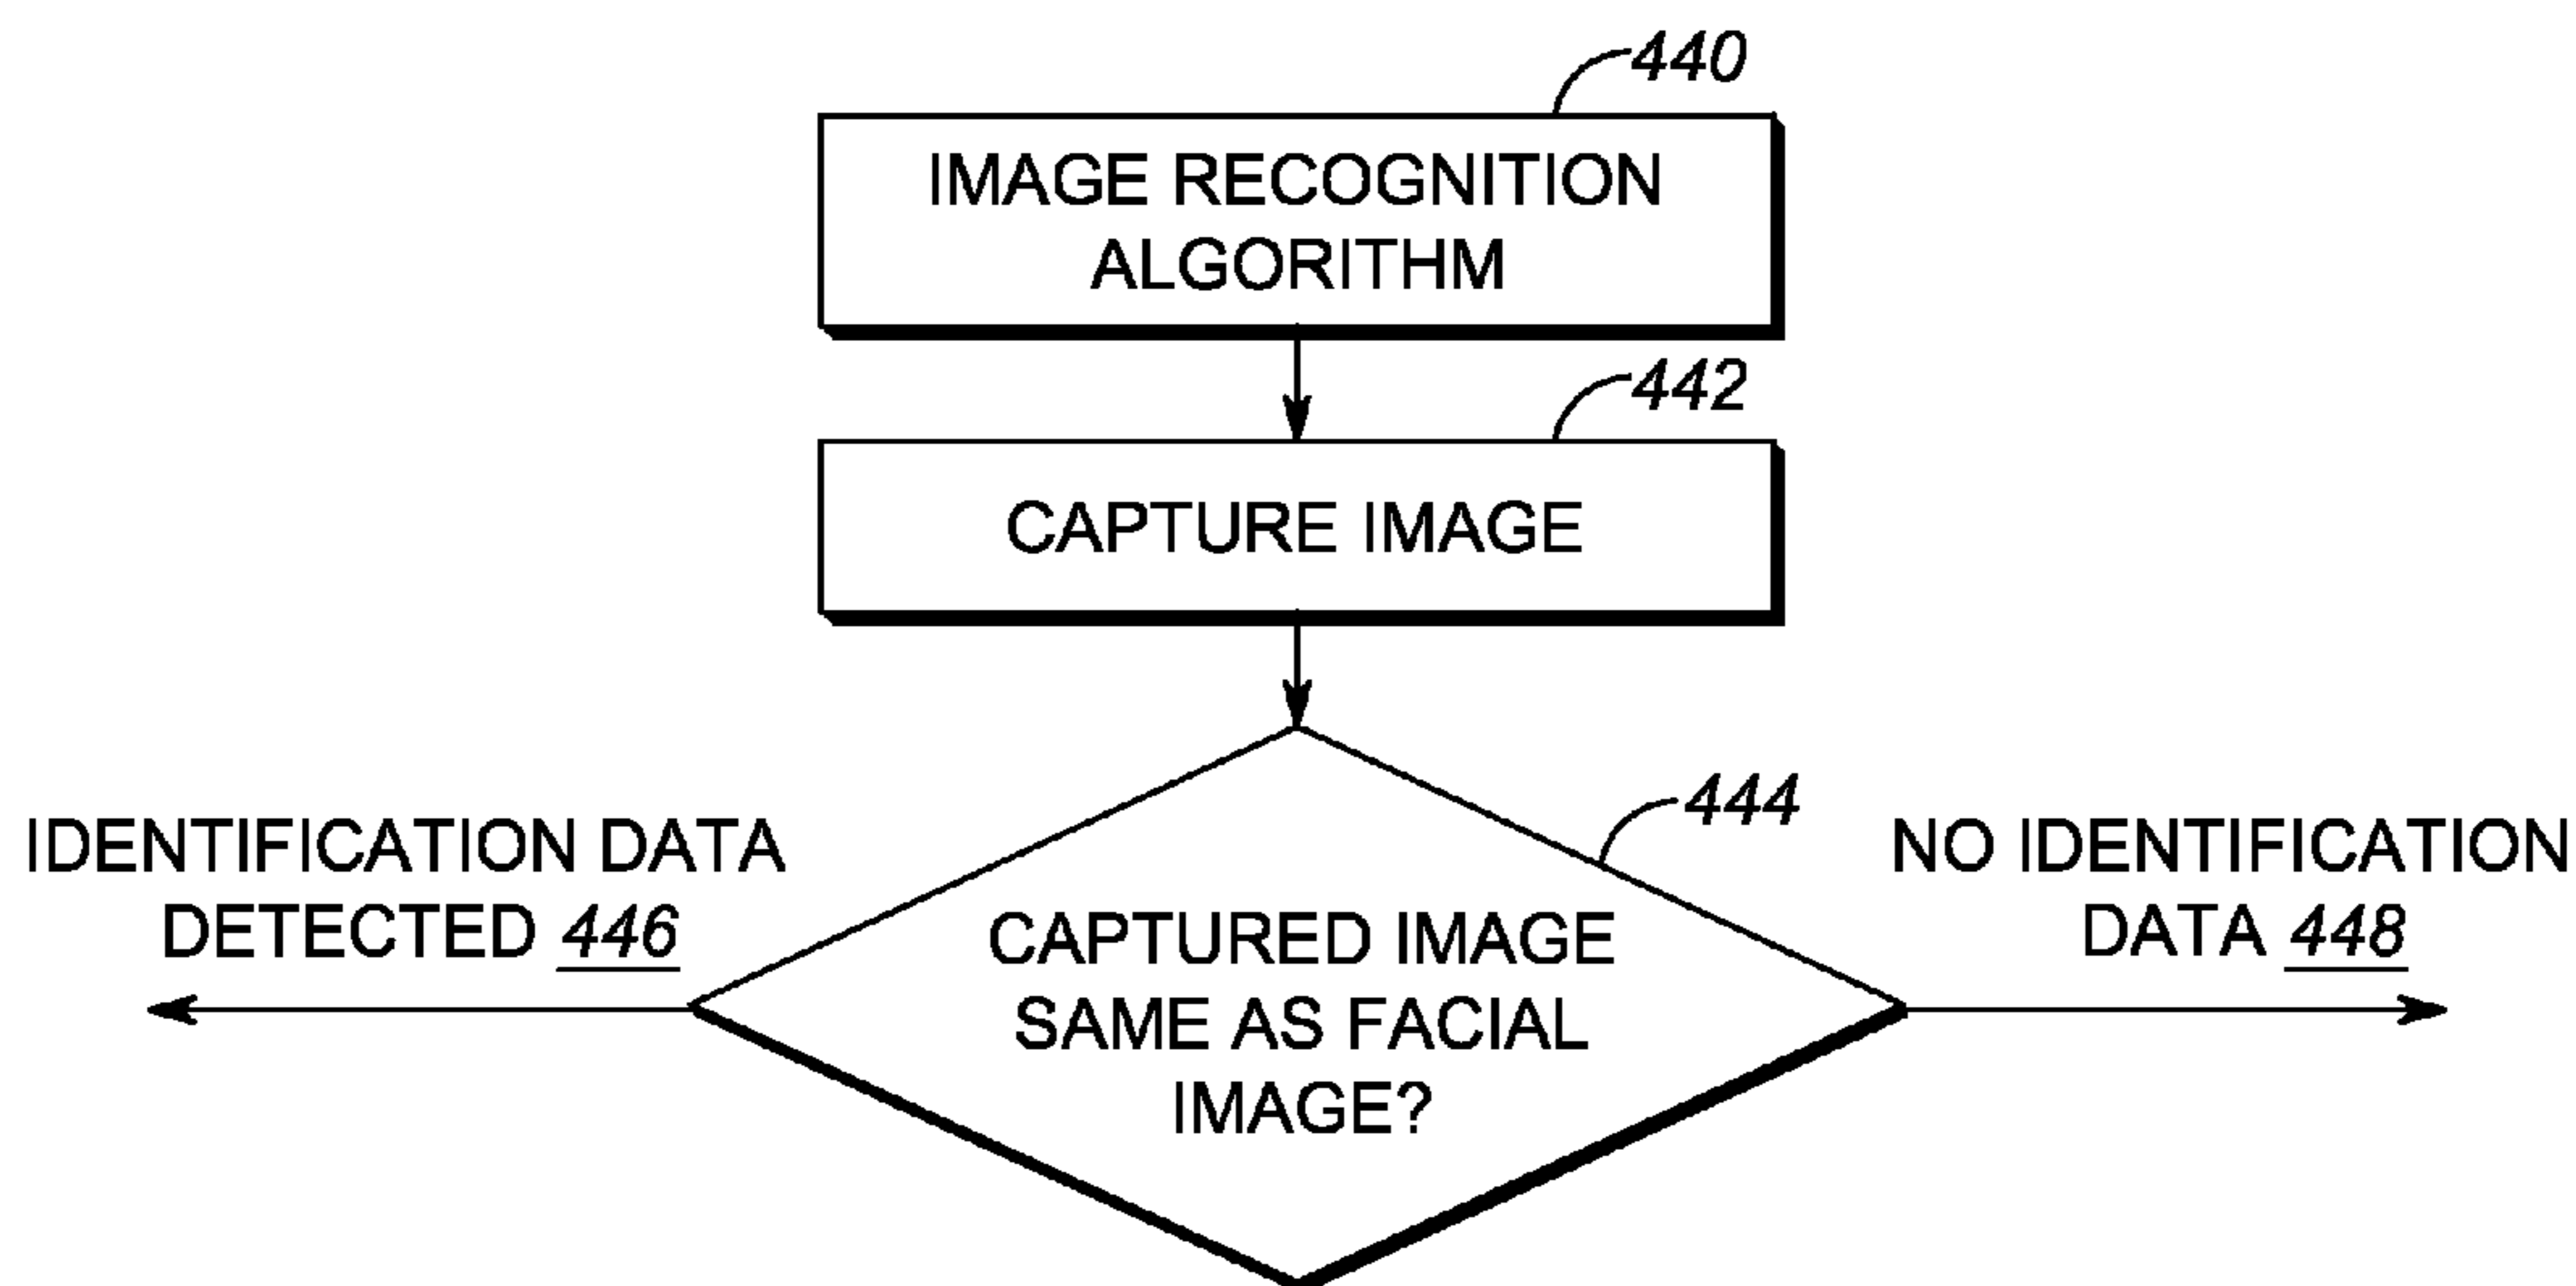 440
IMAGE RECOGNITION
ALGORITHM
442
CAPTURE IMAGE
444
IDENTIFICATION DATA
DETECTED 446
CAPTURED IMAGE
SAME AS FACIAL
IMAGE?
NO IDENTIFICATION
DATA 448